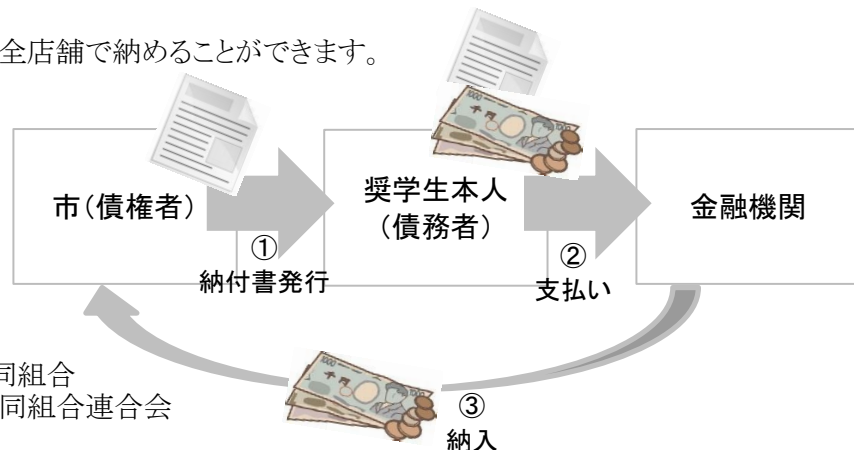 全店舗で納めることができます。
市(債権者)
①
納付書発行
奨学生本人
(債務者)
②
支払い
金融機関
同組合
同組合連合会
③
納入